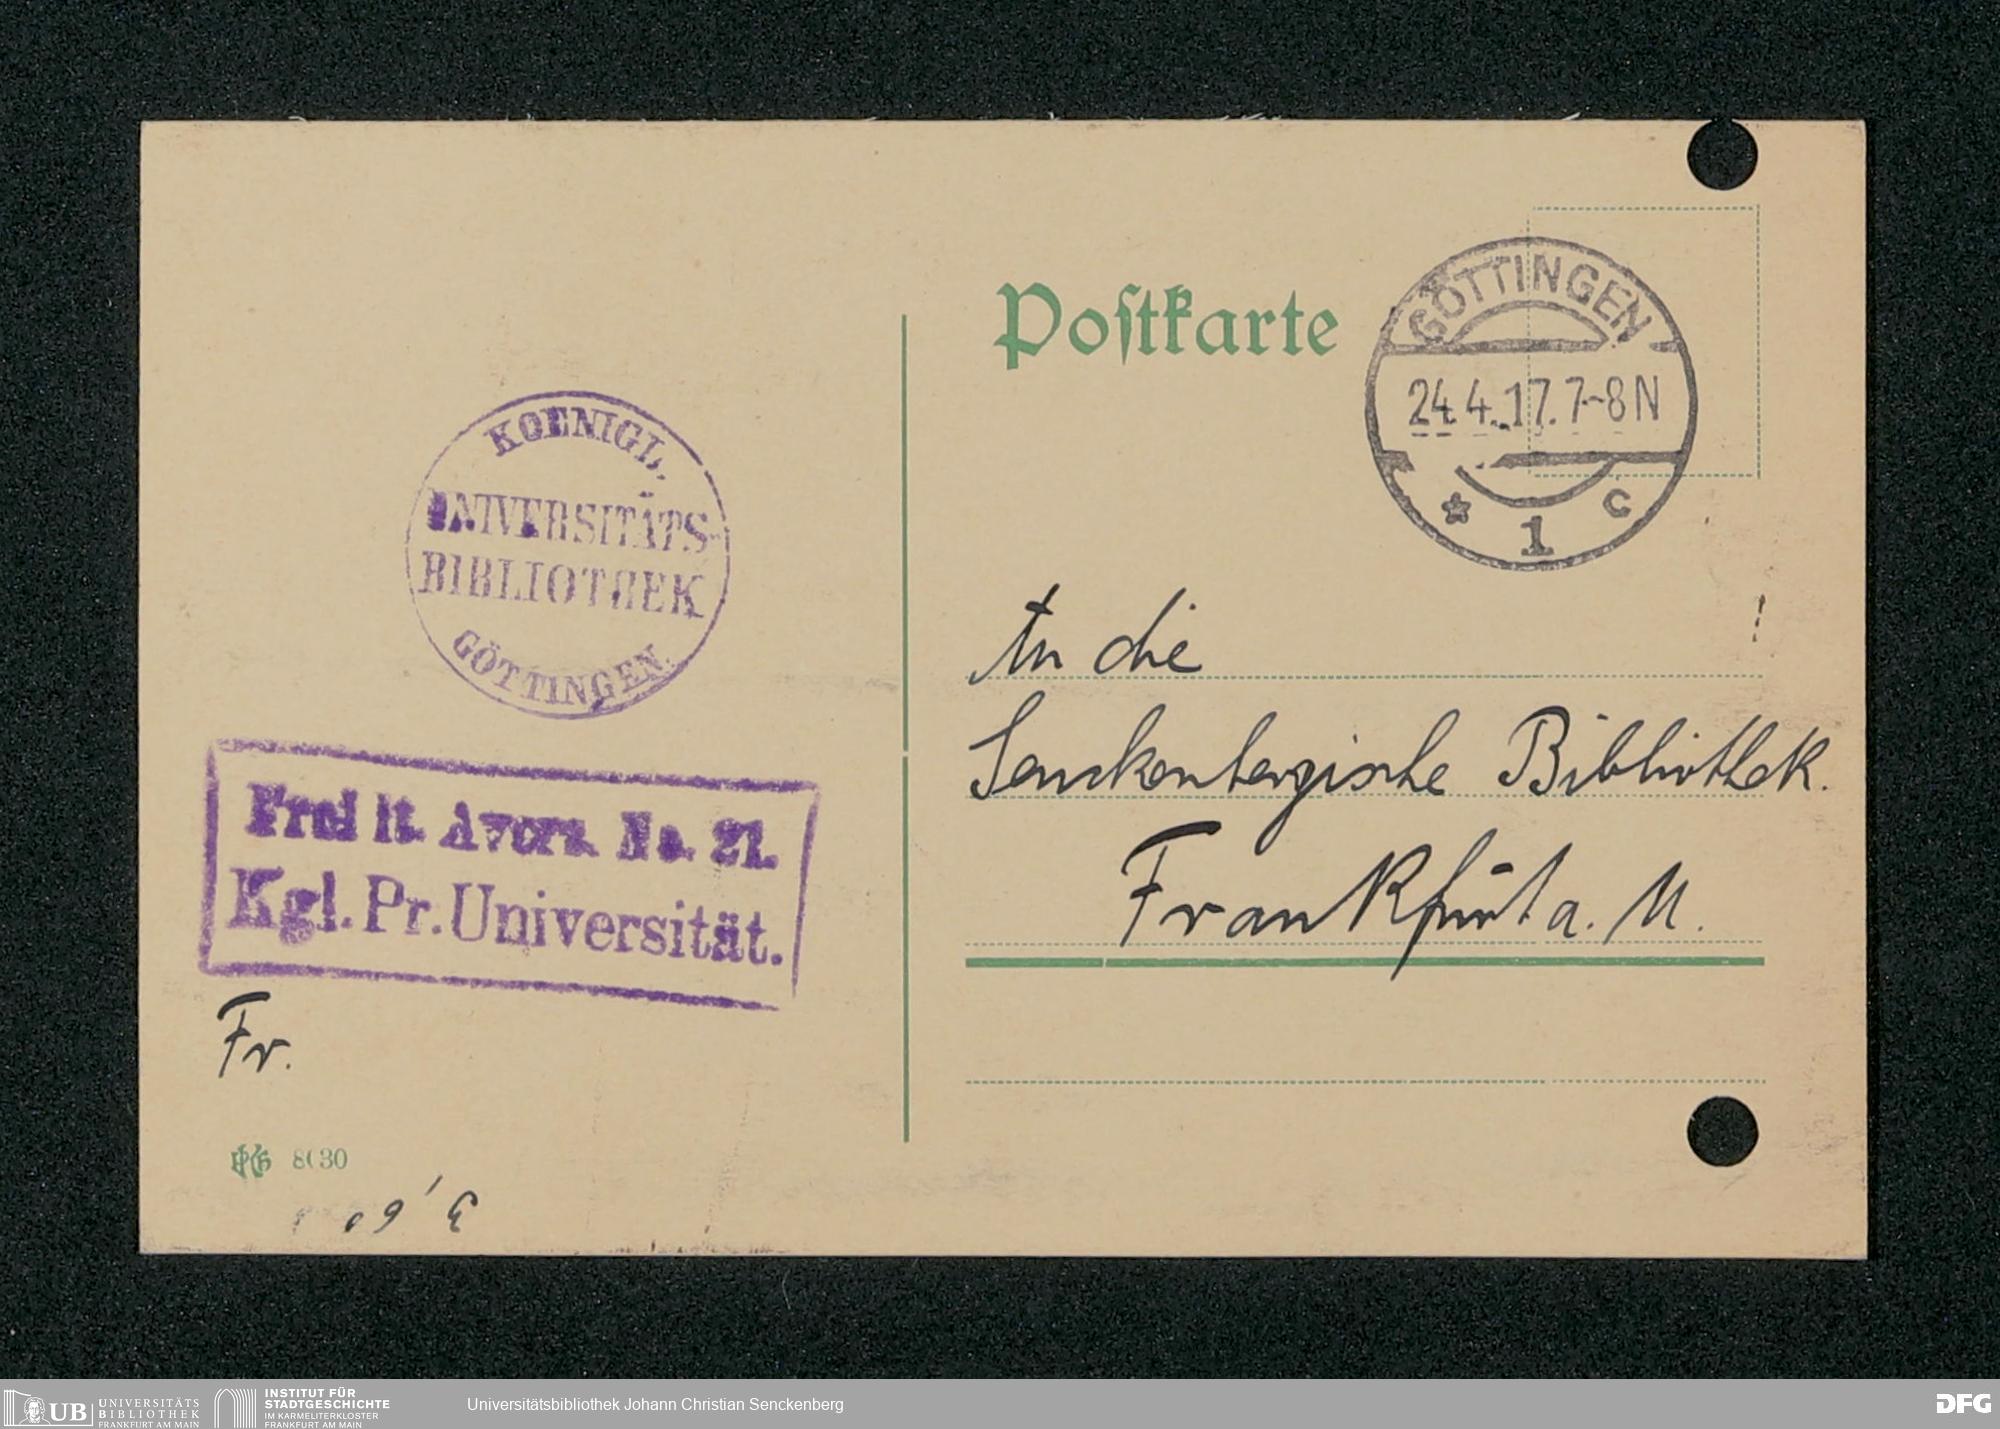 KOENIGL.
UNIVERSITÄTS-
BIBLIOTHEK
GÖTTINGEN.
Frei lt. Avers. No. 21.
Kgl. Pr. Universität.
Fr.
Postkarte
GÖTTINGEN
24.4.17.7-8N
* 1 c
An die
Senckenbergische Bibliothek.
Frankfurt a. M.
UB UNIVERSITÄTS
BIBLIOTHEK
FRANKFURT AM MAIN
INSTITUT FÜR
STADTGESCHICHTE
IM KARMELITERKLOSTER
FRANKFURT AM MAIN
Universitätsbibliothek Johann Christian Senckenberg
DFG